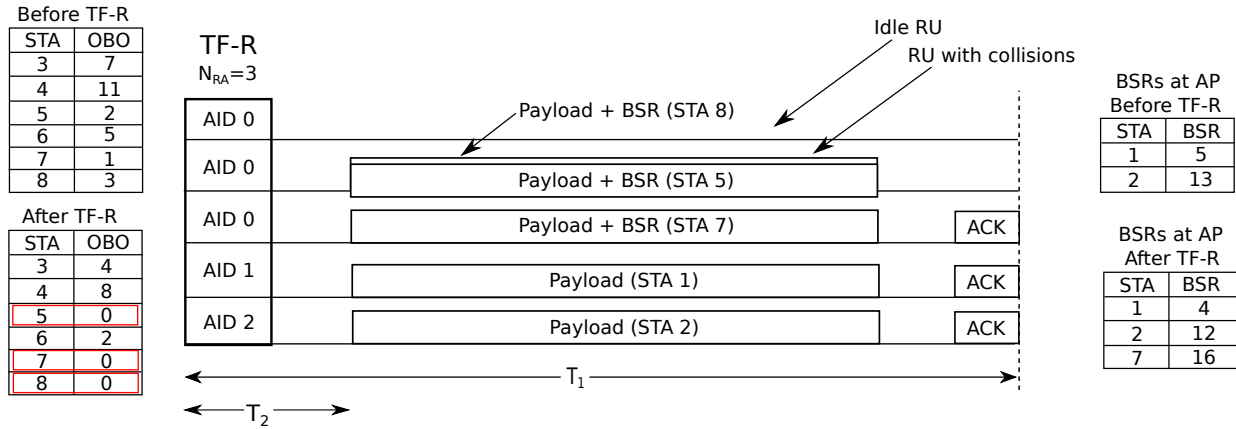 Before TF-R
STA OBO
3 7
4 11
5 2
6 5
7 1
8 3
After TF-R
STA OBO
3 4
4 8
5 0
6 2
7 0
8 0
TF-R
N_RA=3
AID 0
AID 0
AID 0
AID 1
AID 2
Idle RU
RU with collisions
Payload + BSR (STA 8)
Payload + BSR (STA 5)
Payload + BSR (STA 7)
ACK
Payload (STA 1)
ACK
Payload (STA 2)
ACK
T₁
T₂
BSRs at AP
Before TF-R
STA BSR
1 5
2 13
BSRs at AP
After TF-R
STA BSR
1 4
2 12
7 16